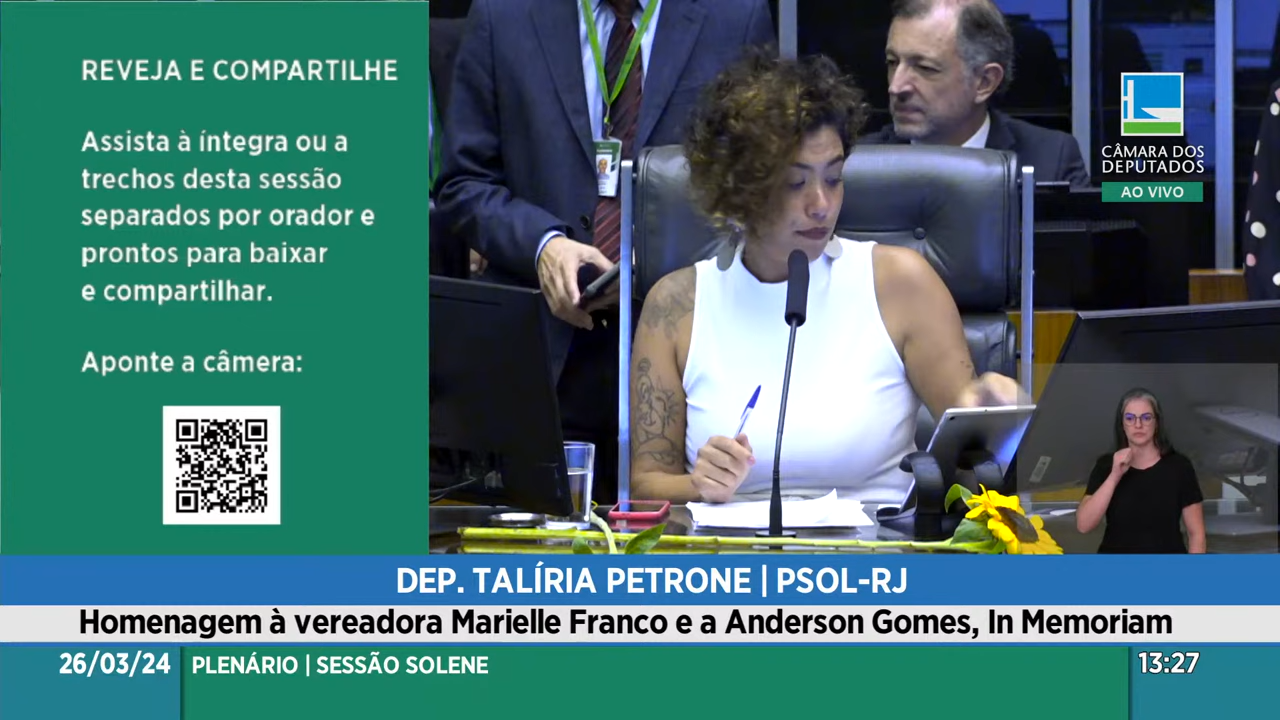 REVEJA E COMPARTILHE
Assista à íntegra ou a
trechos desta sessão
separados por orador e
prontos para baixar
e compartilhar.
Aponte a câmera:
CÂMARA DOS
DEPUTADOS
AO VIVO
DEP. TALÍRIA PETRONE | PSOL-RJ
Homenagem à vereadora Marielle Franco e a Anderson Gomes, In Memoriam
26/03/24
PLENÁRIO | SESSÃO SOLENE
13:27